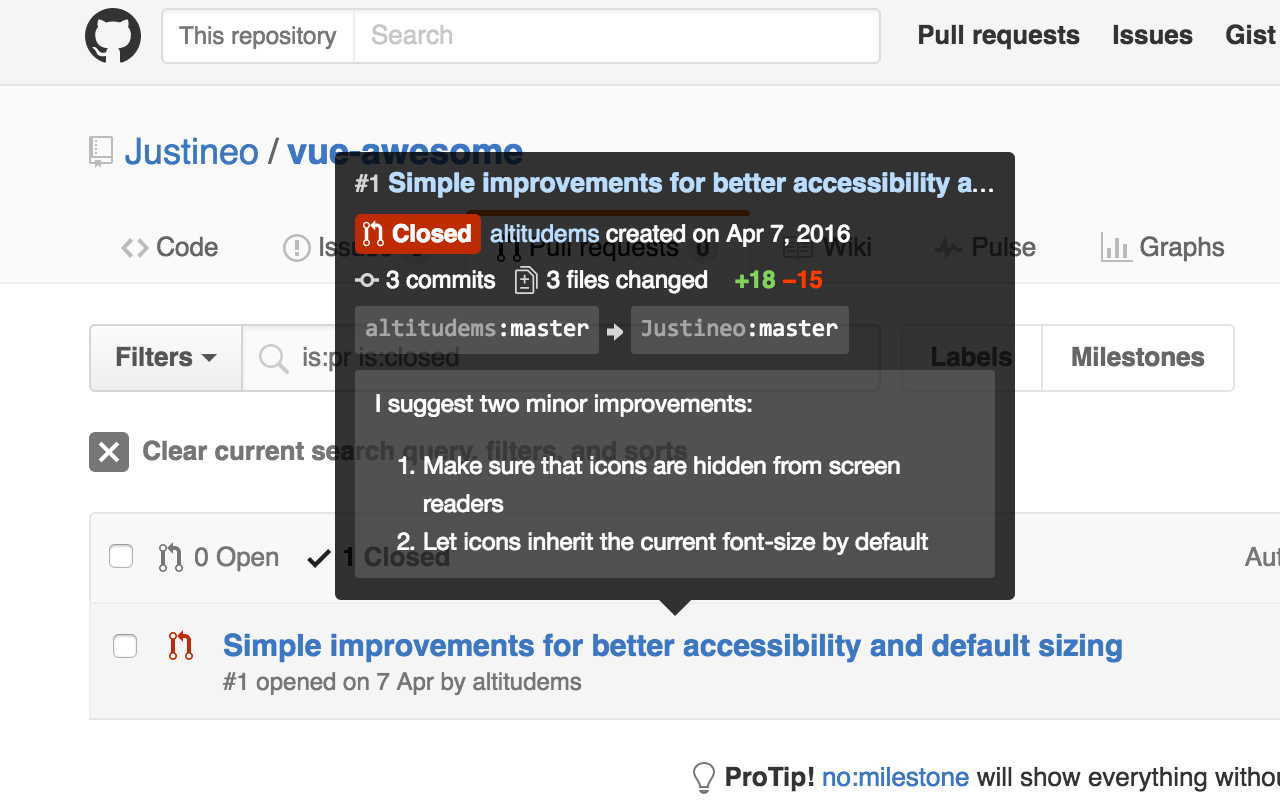 This repository Search Pull requests Issues Gist
Justineo / vue-awesome
#1 Simple improvements for better accessibility a…
Closed altitudems created on Apr 7, 2016
Code Issues Pull requests 0 Wiki Pulse Graphs
3 commits 3 files changed +18 −15
altitudems:master Justineo:master
Filters is:pr is:closed Labels Milestones
I suggest two minor improvements:
Clear current search query, filters, and sorts
1. Make sure that icons are hidden from screen
readers
2. Let icons inherit the current font-size by default
0 Open 1 Closed
Simple improvements for better accessibility and default sizing
#1 opened on 7 Apr by altitudems
ProTip! no:milestone will show everything